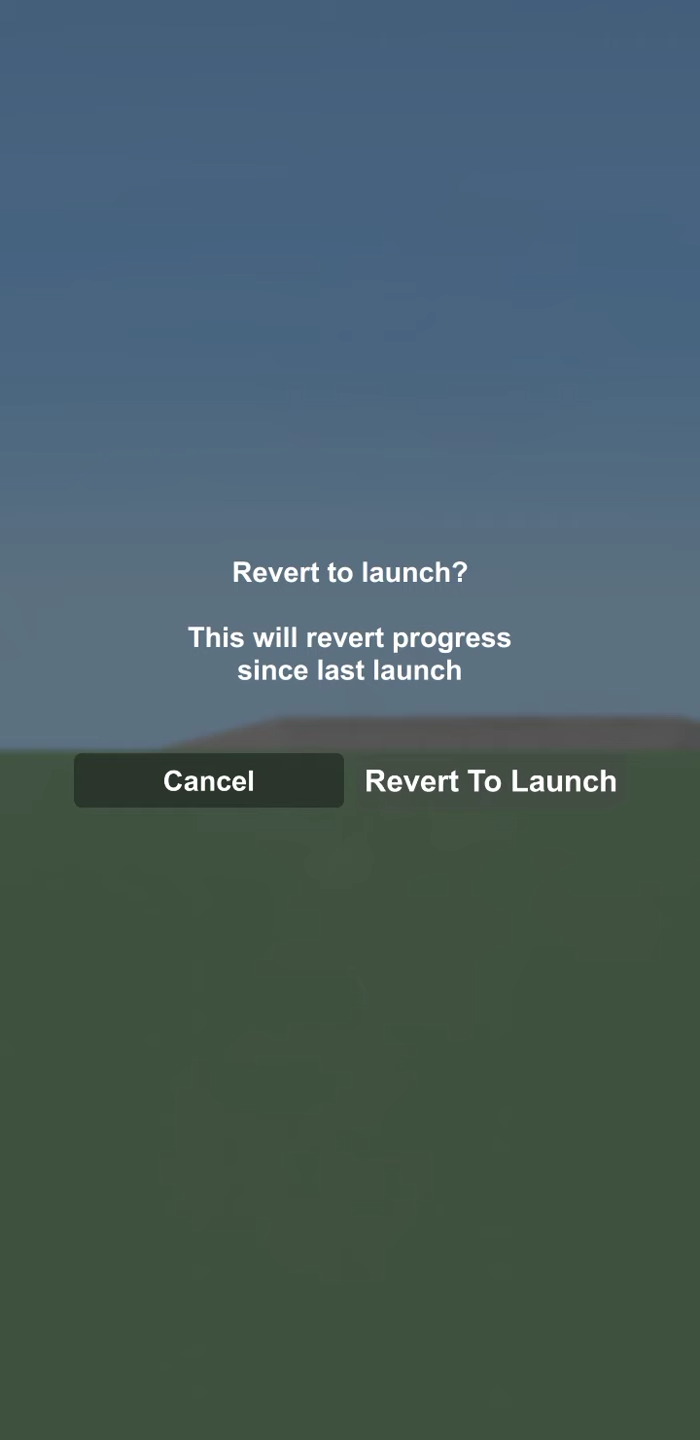 Revert to launch?
This will revert progress
since last launch
Cancel
Revert To Launch